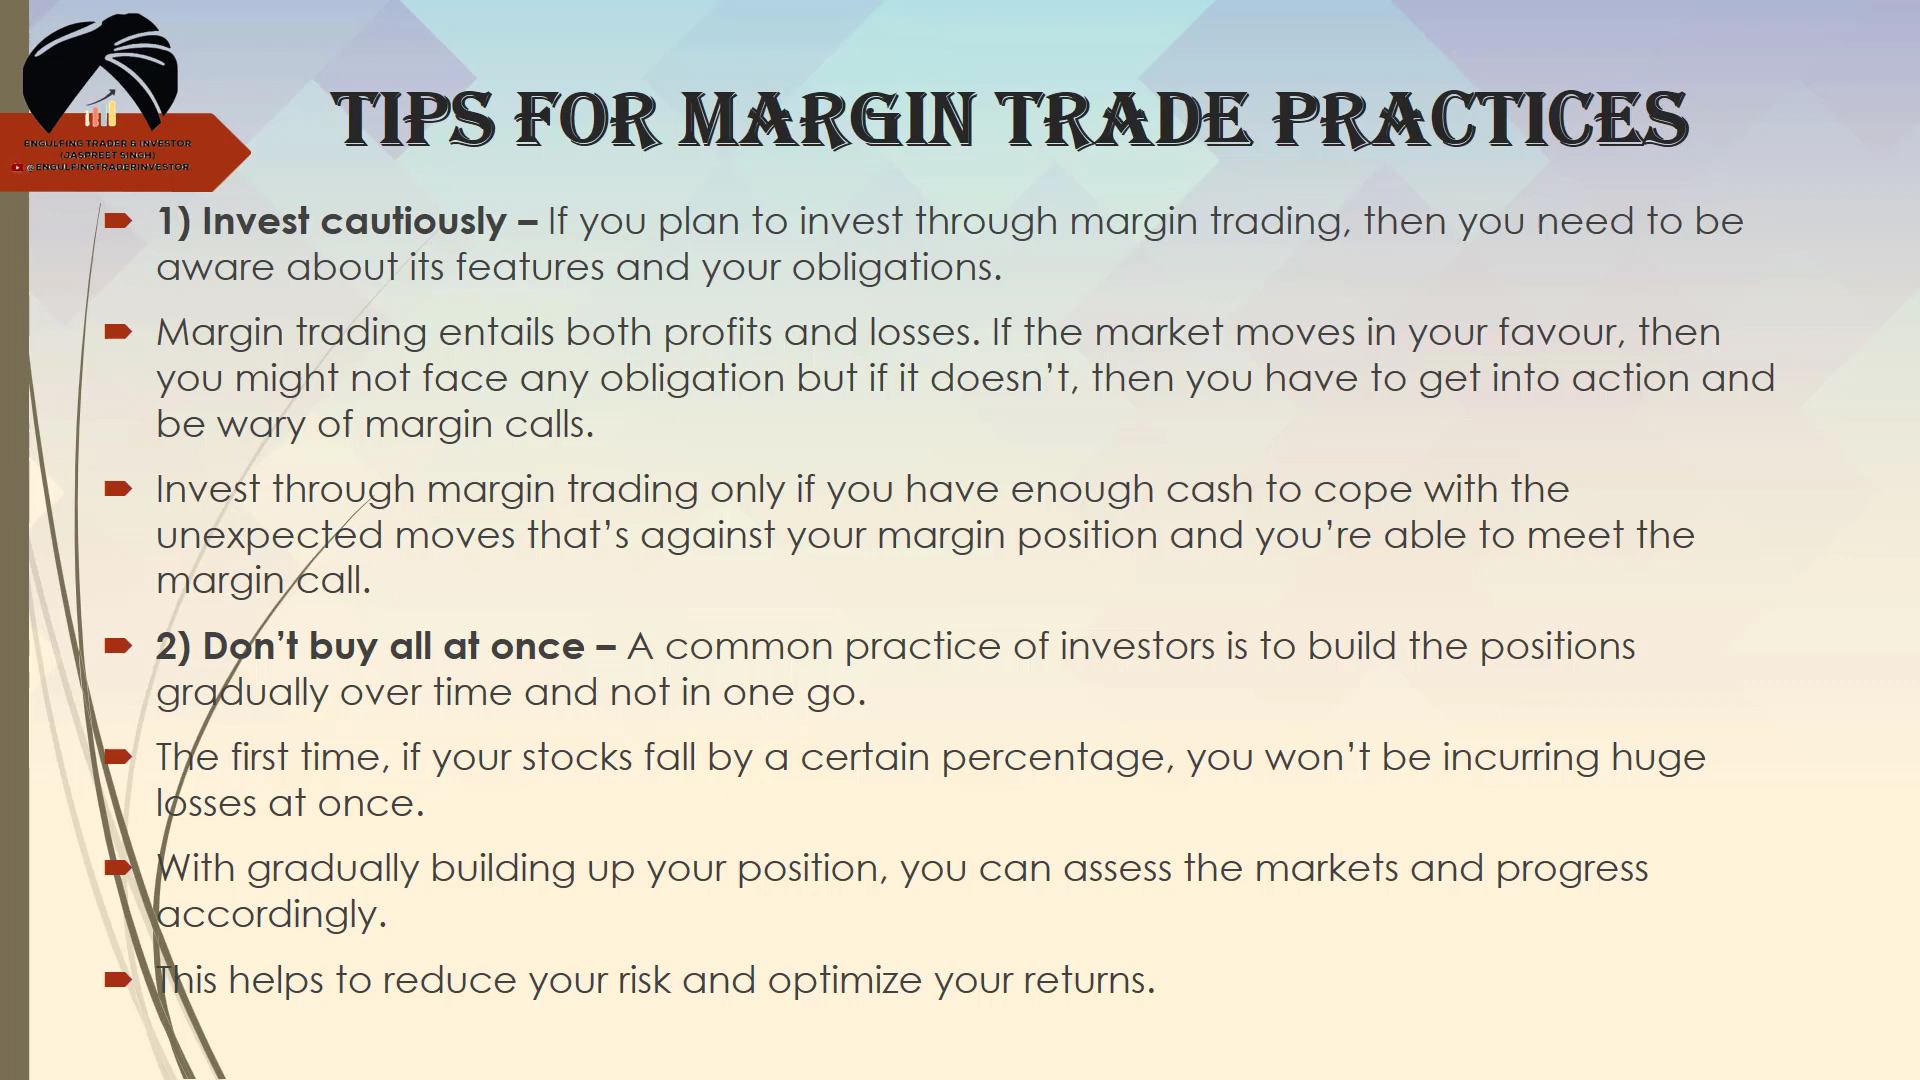 ENGULFING TRADER & INVESTOR
(JASPREET SINGH)
@ENGULFINGTRADERINVESTOR
TIPS FOR MARGIN TRADE PRACTICES
1) Invest cautiously – If you plan to invest through margin trading, then you need to be
aware about its features and your obligations.
Margin trading entails both profits and losses. If the market moves in your favour, then
you might not face any obligation but if it doesn’t, then you have to get into action and
be wary of margin calls.
Invest through margin trading only if you have enough cash to cope with the
unexpected moves that’s against your margin position and you’re able to meet the
margin call.
2) Don’t buy all at once – A common practice of investors is to build the positions
gradually over time and not in one go.
The first time, if your stocks fall by a certain percentage, you won’t be incurring huge
losses at once.
With gradually building up your position, you can assess the markets and progress
accordingly.
This helps to reduce your risk and optimize your returns.